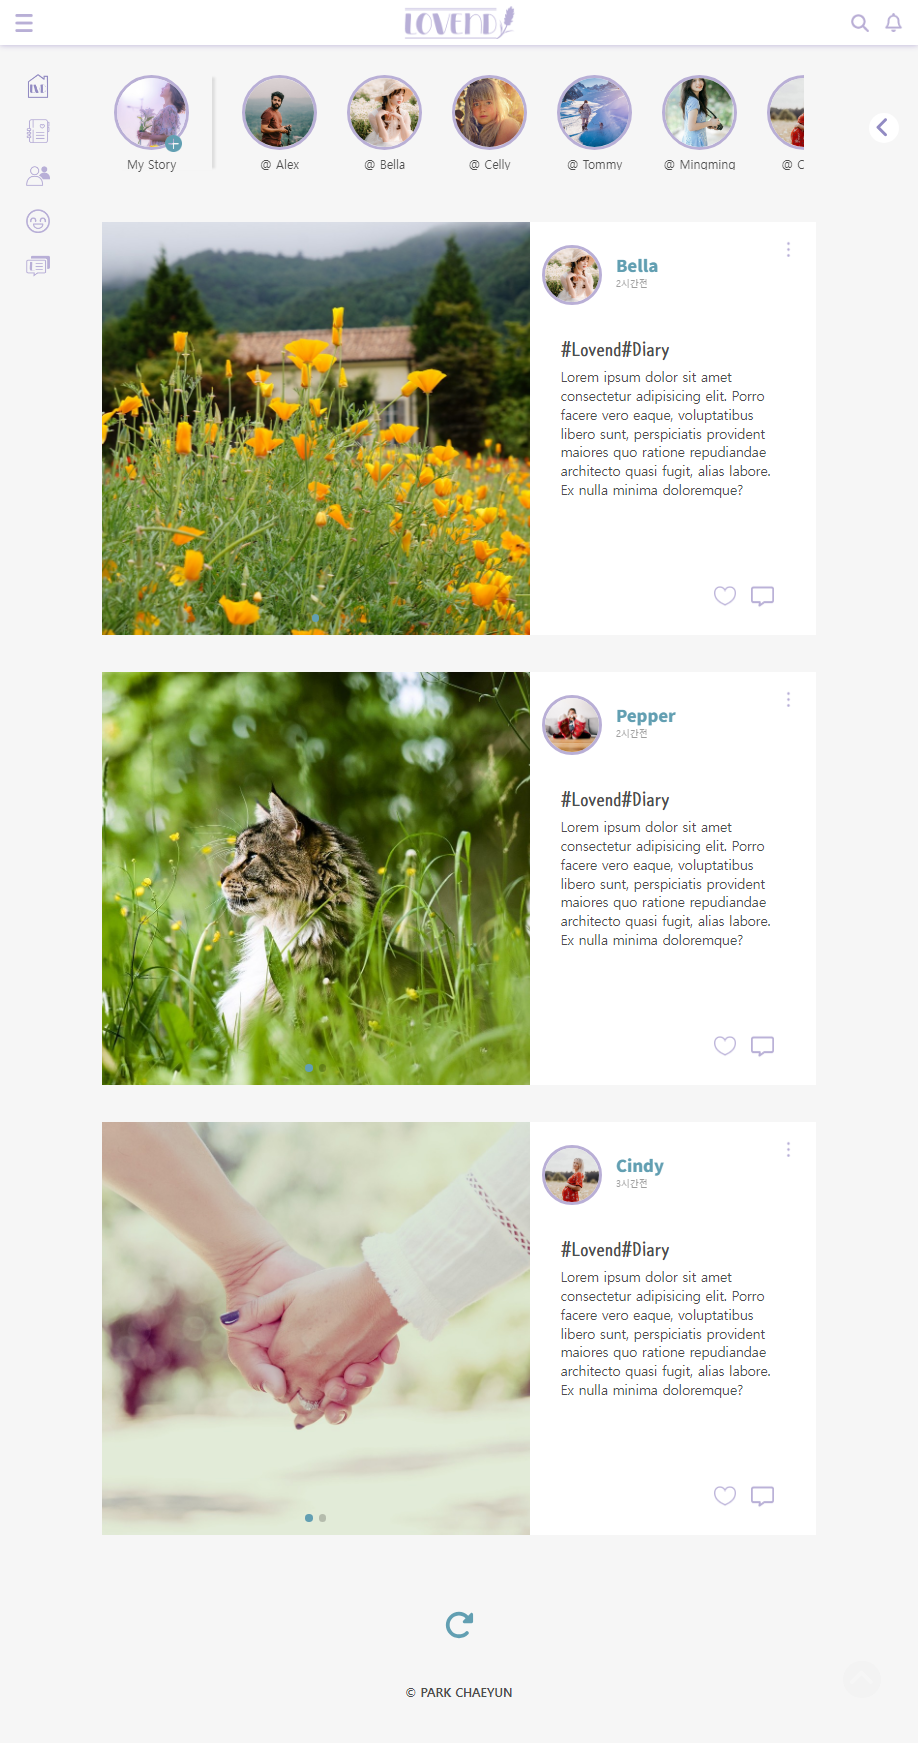 LOVEND
My Story
@ Alex
@ Bella
@ Celly
@ Tommy
@ Mingming
@ C
Bella
2시간전
#Lovend#Diary
Lorem ipsum dolor sit amet
consectetur adipisicing elit. Porro
facere vero eaque, voluptatibus
libero sunt, perspiciatis provident
maiores quo ratione repudiandae
architecto quasi fugit, alias labore.
Ex nulla minima doloremque?
Pepper
2시간전
#Lovend#Diary
Lorem ipsum dolor sit amet
consectetur adipisicing elit. Porro
facere vero eaque, voluptatibus
libero sunt, perspiciatis provident
maiores quo ratione repudiandae
architecto quasi fugit, alias labore.
Ex nulla minima doloremque?
Cindy
3시간전
#Lovend#Diary
Lorem ipsum dolor sit amet
consectetur adipisicing elit. Porro
facere vero eaque, voluptatibus
libero sunt, perspiciatis provident
maiores quo ratione repudiandae
architecto quasi fugit, alias labore.
Ex nulla minima doloremque?
© PARK CHAEYUN